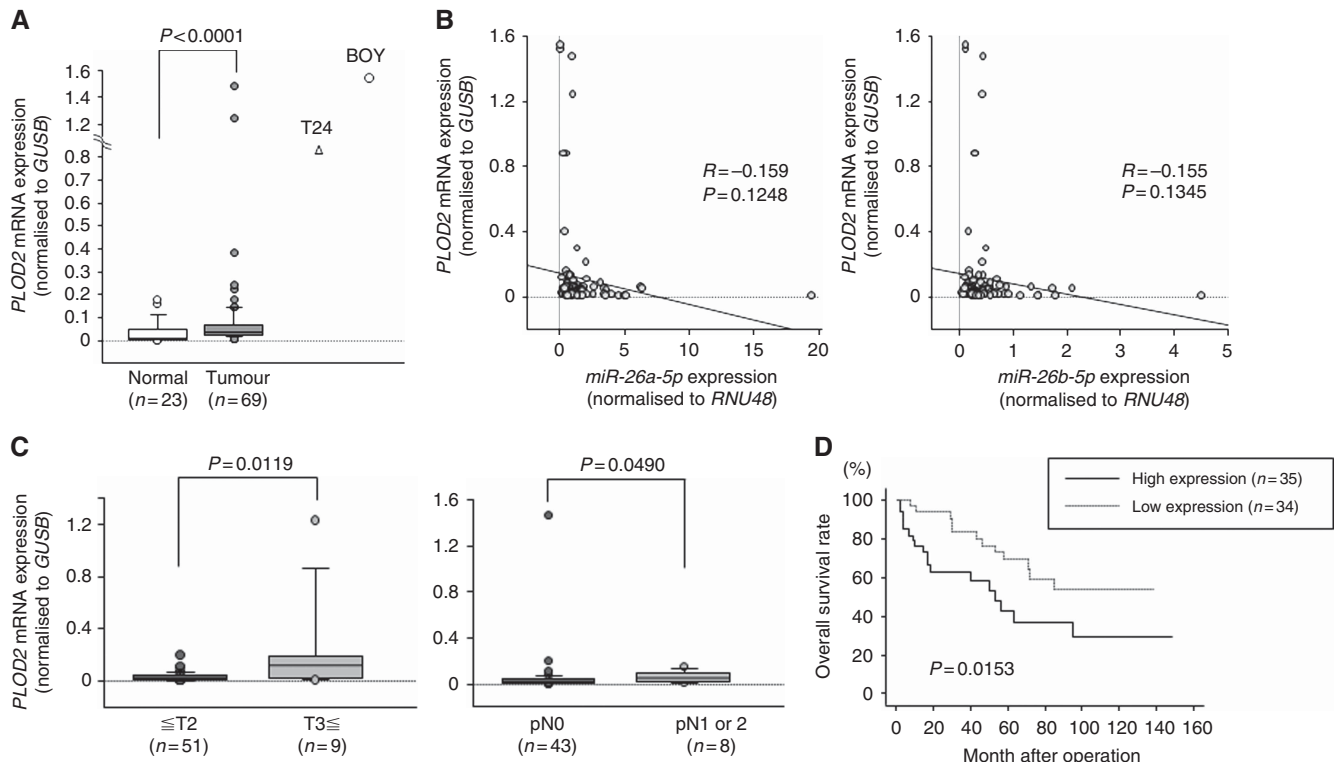 A
P<0.0001
BOY
T24
1.6
1.5
1.4
1.2
0.8
0.7
0.6
0.5
0.4
0.3
0.2
0.1
0
PLOD2 mRNA expression
(normalised to GUSB)
Normal
(n=23)
Tumour
(n=69)
B
1.6
1.2
0.8
0.4
0
PLOD2 mRNA expression
(normalised to GUSB)
R=−0.159
P=0.1248
0 5 10 15 20
miR-26a-5p expression
(normalised to RNU48)
1.6
1.2
0.8
0.4
0
PLOD2 mRNA expression
(normalised to GUSB)
R=−0.155
P=0.1345
0 1 2 3 4 5
miR-26b-5p expression
(normalised to RNU48)
C
P=0.0119
1.2
0.8
0.4
0
PLOD2 mRNA expression
(normalised to GUSB)
≦T2
(n=51)
T3≦
(n=9)
P=0.0490
1.6
1.2
0.8
0.4
0
pN0
(n=43)
pN1 or 2
(n=8)
D
(%)
High expression (n=35)
Low expression (n=34)
100
80
60
40
20
0
Overall survival rate
P=0.0153
0 20 40 60 80 100 120 140 160
Month after operation